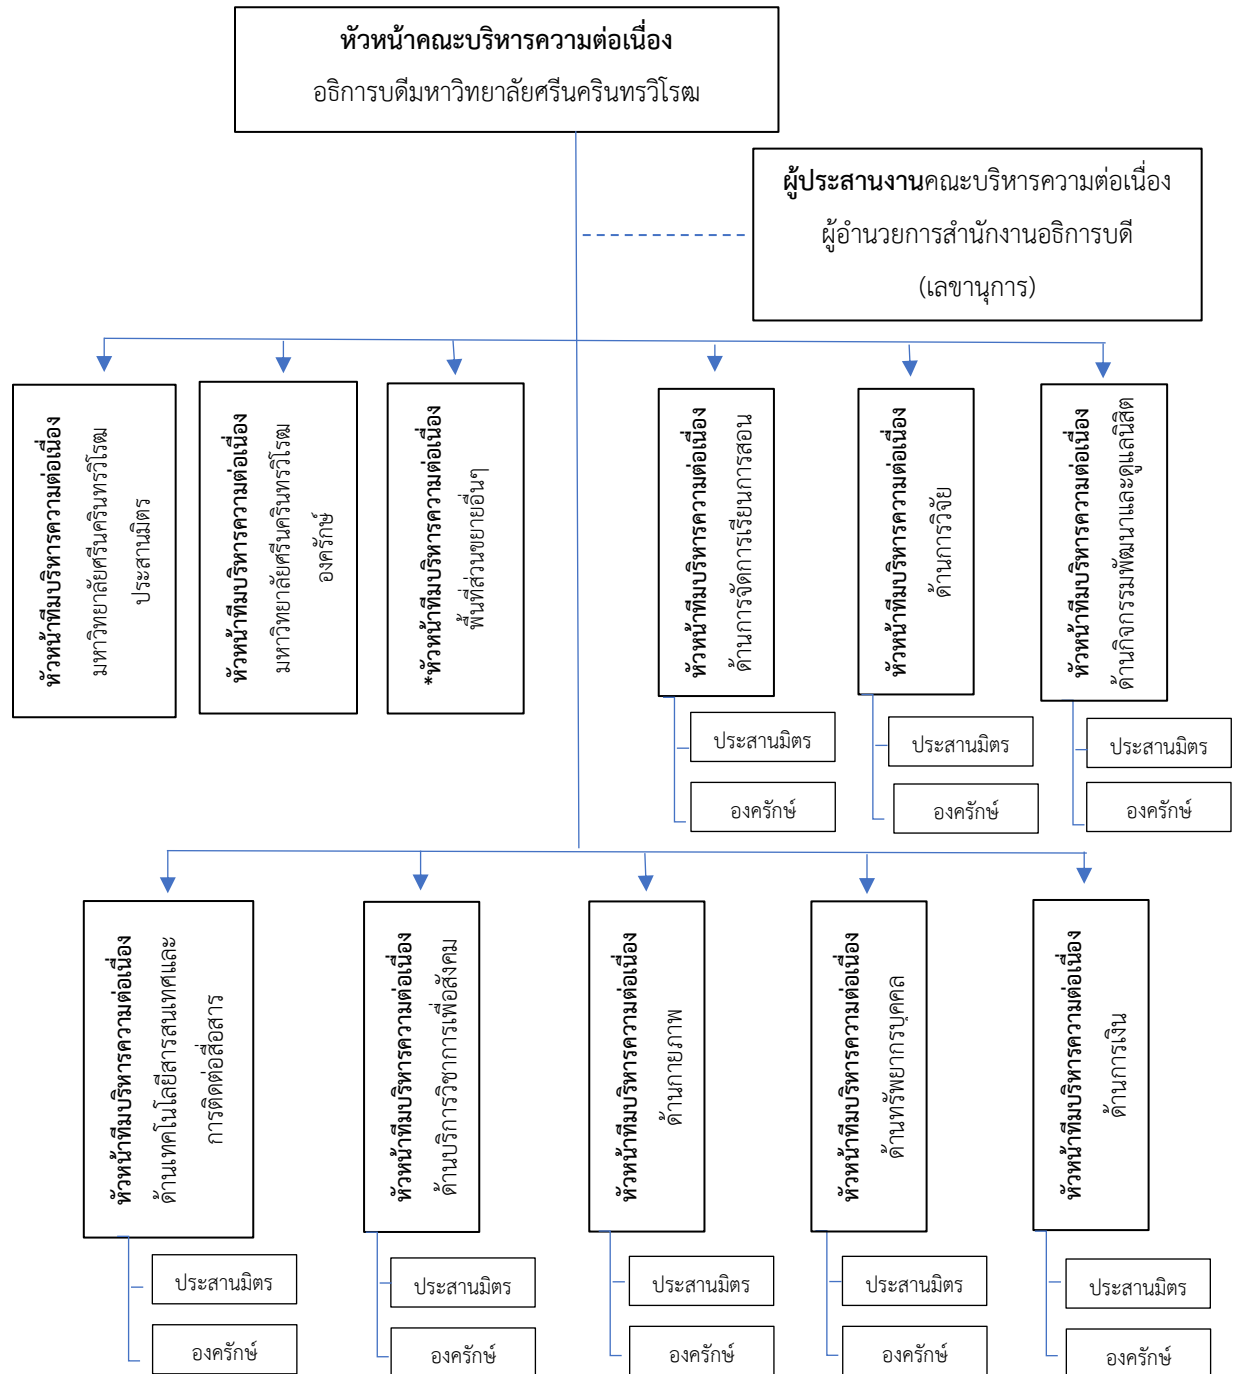 หัวหน้าคณะบริหารความต่อเนื่อง
อธิการบดีมหาวิทยาลัยศรีนครินทรวิโรฒ
ผู้ประสานงานคณะบริหารความต่อเนื่อง
ผู้อำนวยการสำนักงานอธิการบดี
(เลขานุการ)
หัวหน้าทีมบริหารความต่อเนื่อง
มหาวิทยาลัยศรีนครินทรวิโรฒ
ประสานมิตร
หัวหน้าทีมบริหารความต่อเนื่อง
มหาวิทยาลัยศรีนครินทรวิโรฒ
องครักษ์
*หัวหน้าทีมบริหารความต่อเนื่อง
พื้นที่ส่วนขยายอื่นๆ
หัวหน้าทีมบริหารความต่อเนื่อง
ด้านการจัดการเรียนการสอน
ประสานมิตร
องครักษ์
หัวหน้าทีมบริหารความต่อเนื่อง
ด้านการวิจัย
ประสานมิตร
องครักษ์
หัวหน้าทีมบริหารความต่อเนื่อง
ด้านกิจกรรมพัฒนาและดูแลนิสิต
ประสานมิตร
องครักษ์
หัวหน้าทีมบริหารความต่อเนื่อง
ด้านเทคโนโลยีสารสนเทศและ
การติดต่อสื่อสาร
ประสานมิตร
องครักษ์
หัวหน้าทีมบริหารความต่อเนื่อง
ด้านบริการวิชาการเพื่อสังคม
ประสานมิตร
องครักษ์
หัวหน้าทีมบริหารความต่อเนื่อง
ด้านกายภาพ
ประสานมิตร
องครักษ์
หัวหน้าทีมบริหารความต่อเนื่อง
ด้านทรัพยากรบุคคล
ประสานมิตร
องครักษ์
หัวหน้าทีมบริหารความต่อเนื่อง
ด้านการเงิน
ประสานมิตร
องครักษ์